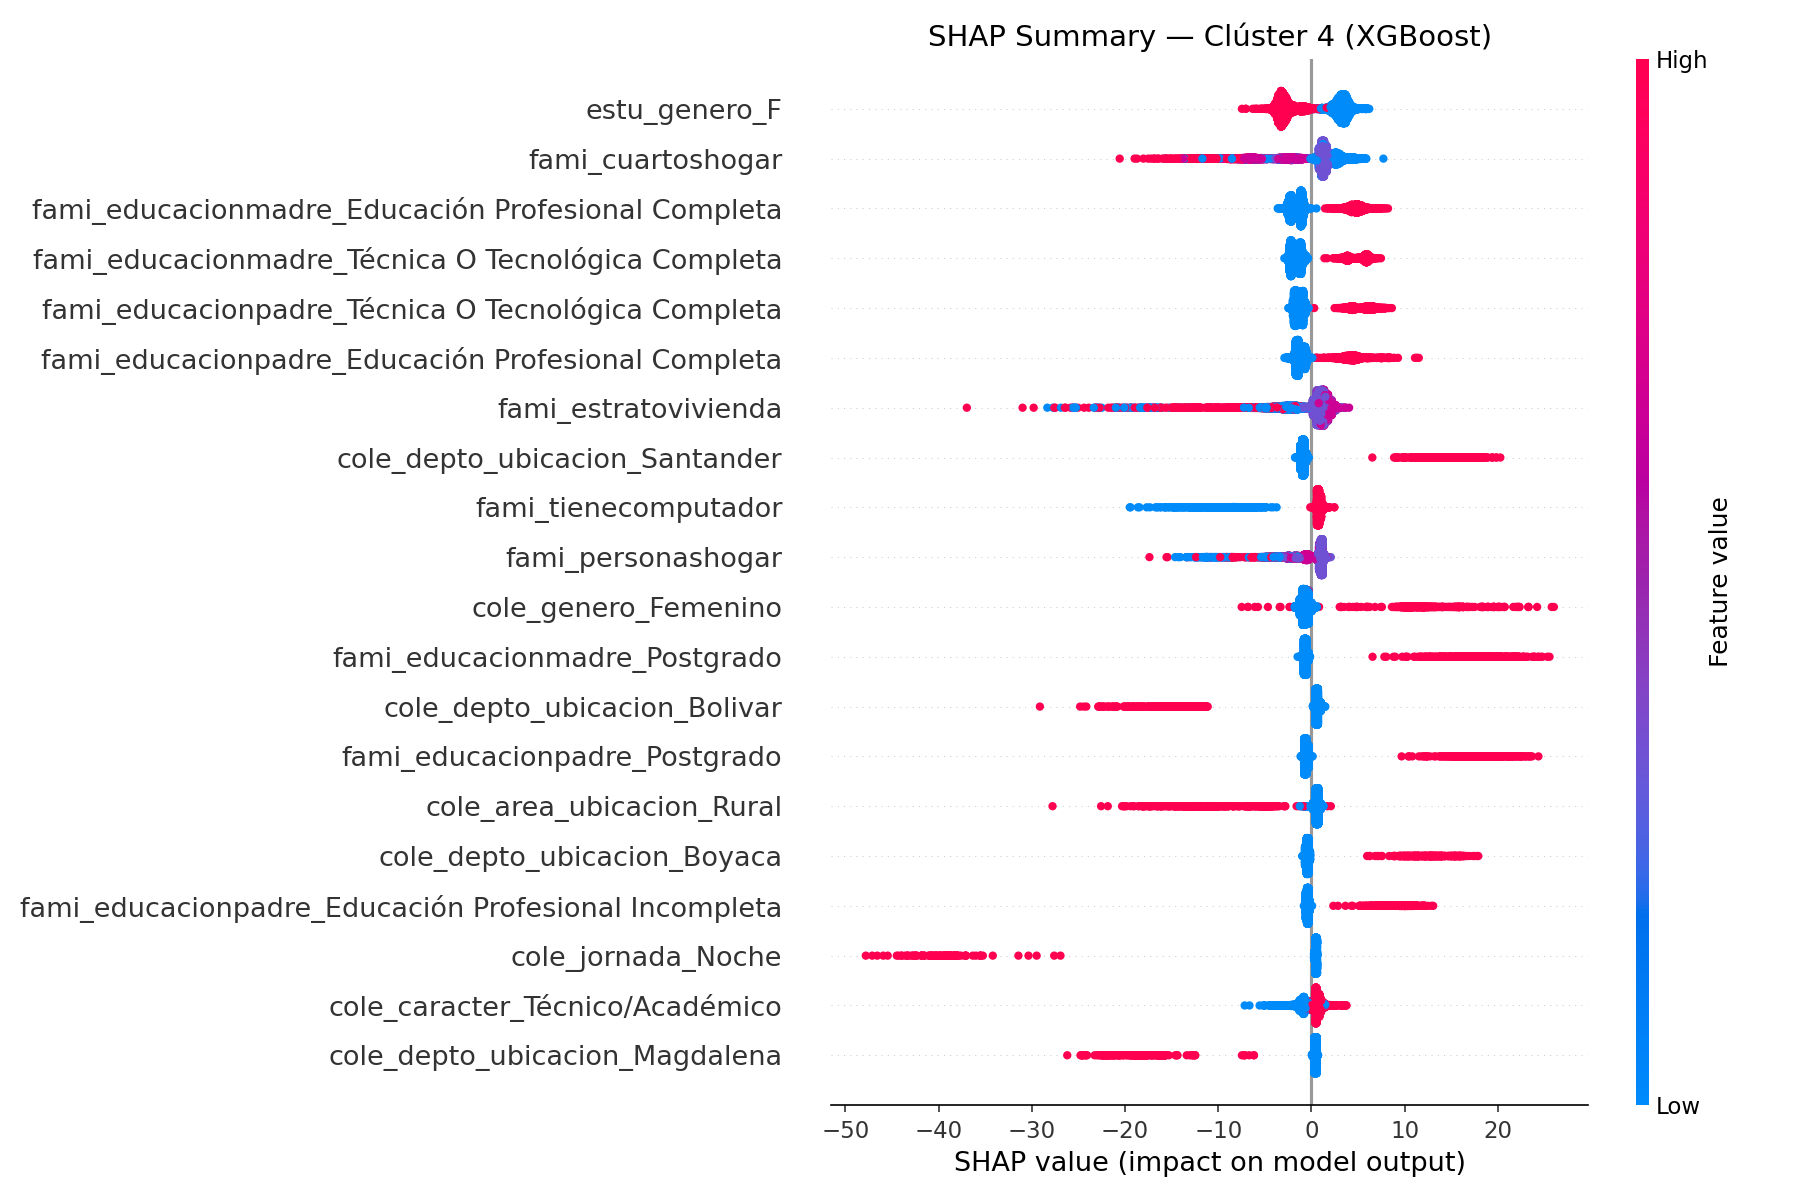 SHAP Summary — Clúster 4 (XGBoost)
High
estu_genero_F
fami_cuartoshogar
fami_educacionmadre_Educación Profesional Completa
fami_educacionmadre_Técnica O Tecnológica Completa
fami_educacionpadre_Técnica O Tecnológica Completa
fami_educacionpadre_Educación Profesional Completa
fami_estratovivienda
cole_depto_ubicacion_Santander
fami_tienecomputador
fami_personashogar
cole_genero_Femenino
fami_educacionmadre_Postgrado
cole_depto_ubicacion_Bolivar
fami_educacionpadre_Postgrado
cole_area_ubicacion_Rural
cole_depto_ubicacion_Boyaca
fami_educacionpadre_Educación Profesional Incompleta
cole_jornada_Noche
cole_caracter_Técnico/Académico
cole_depto_ubicacion_Magdalena
Feature value
Low
−50 −40 −30 −20 −10 0 10 20
SHAP value (impact on model output)